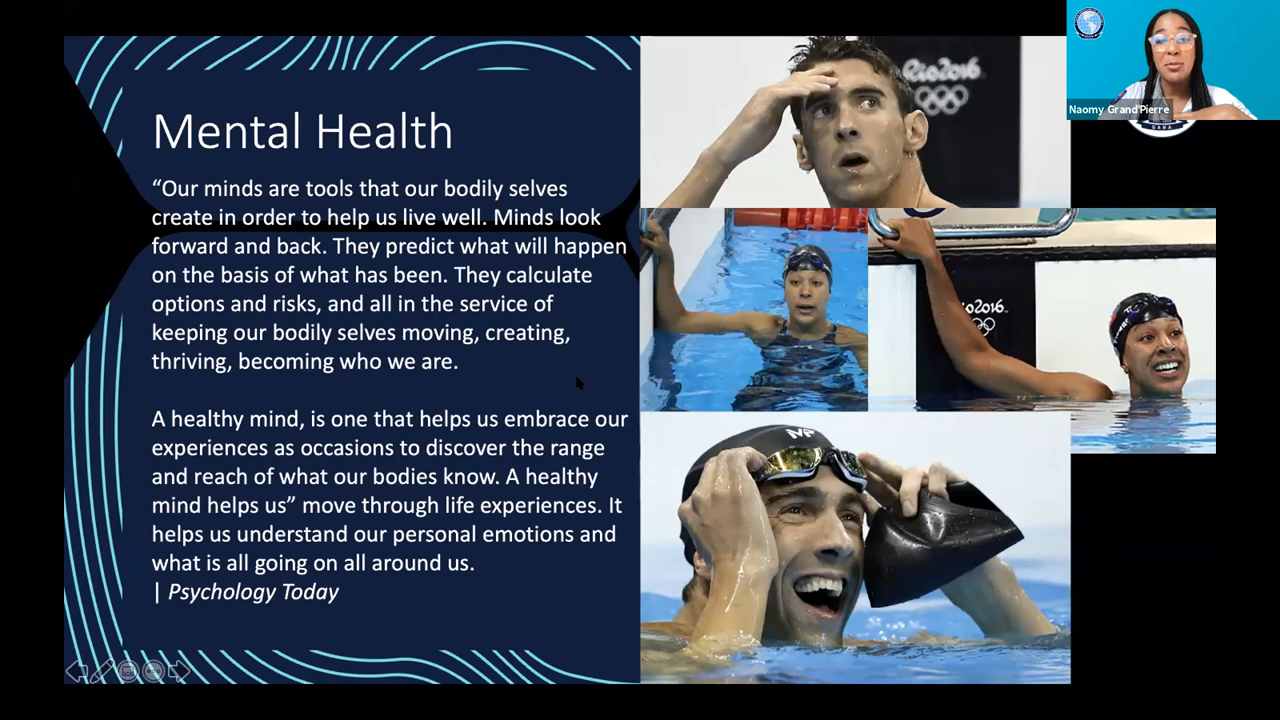 Mental Health
“Our minds are tools that our bodily selves
create in order to help us live well. Minds look
forward and back. They predict what will happen
on the basis of what has been. They calculate
options and risks, and all in the service of
keeping our bodily selves moving, creating,
thriving, becoming who we are.
A healthy mind, is one that helps us embrace our
experiences as occasions to discover the range
and reach of what our bodies know. A healthy
mind helps us” move through life experiences. It
helps us understand our personal emotions and
what is all going on all around us.
| Psychology Today
Rio2016
Rio2016
MP
Naomy Grand'Pierre